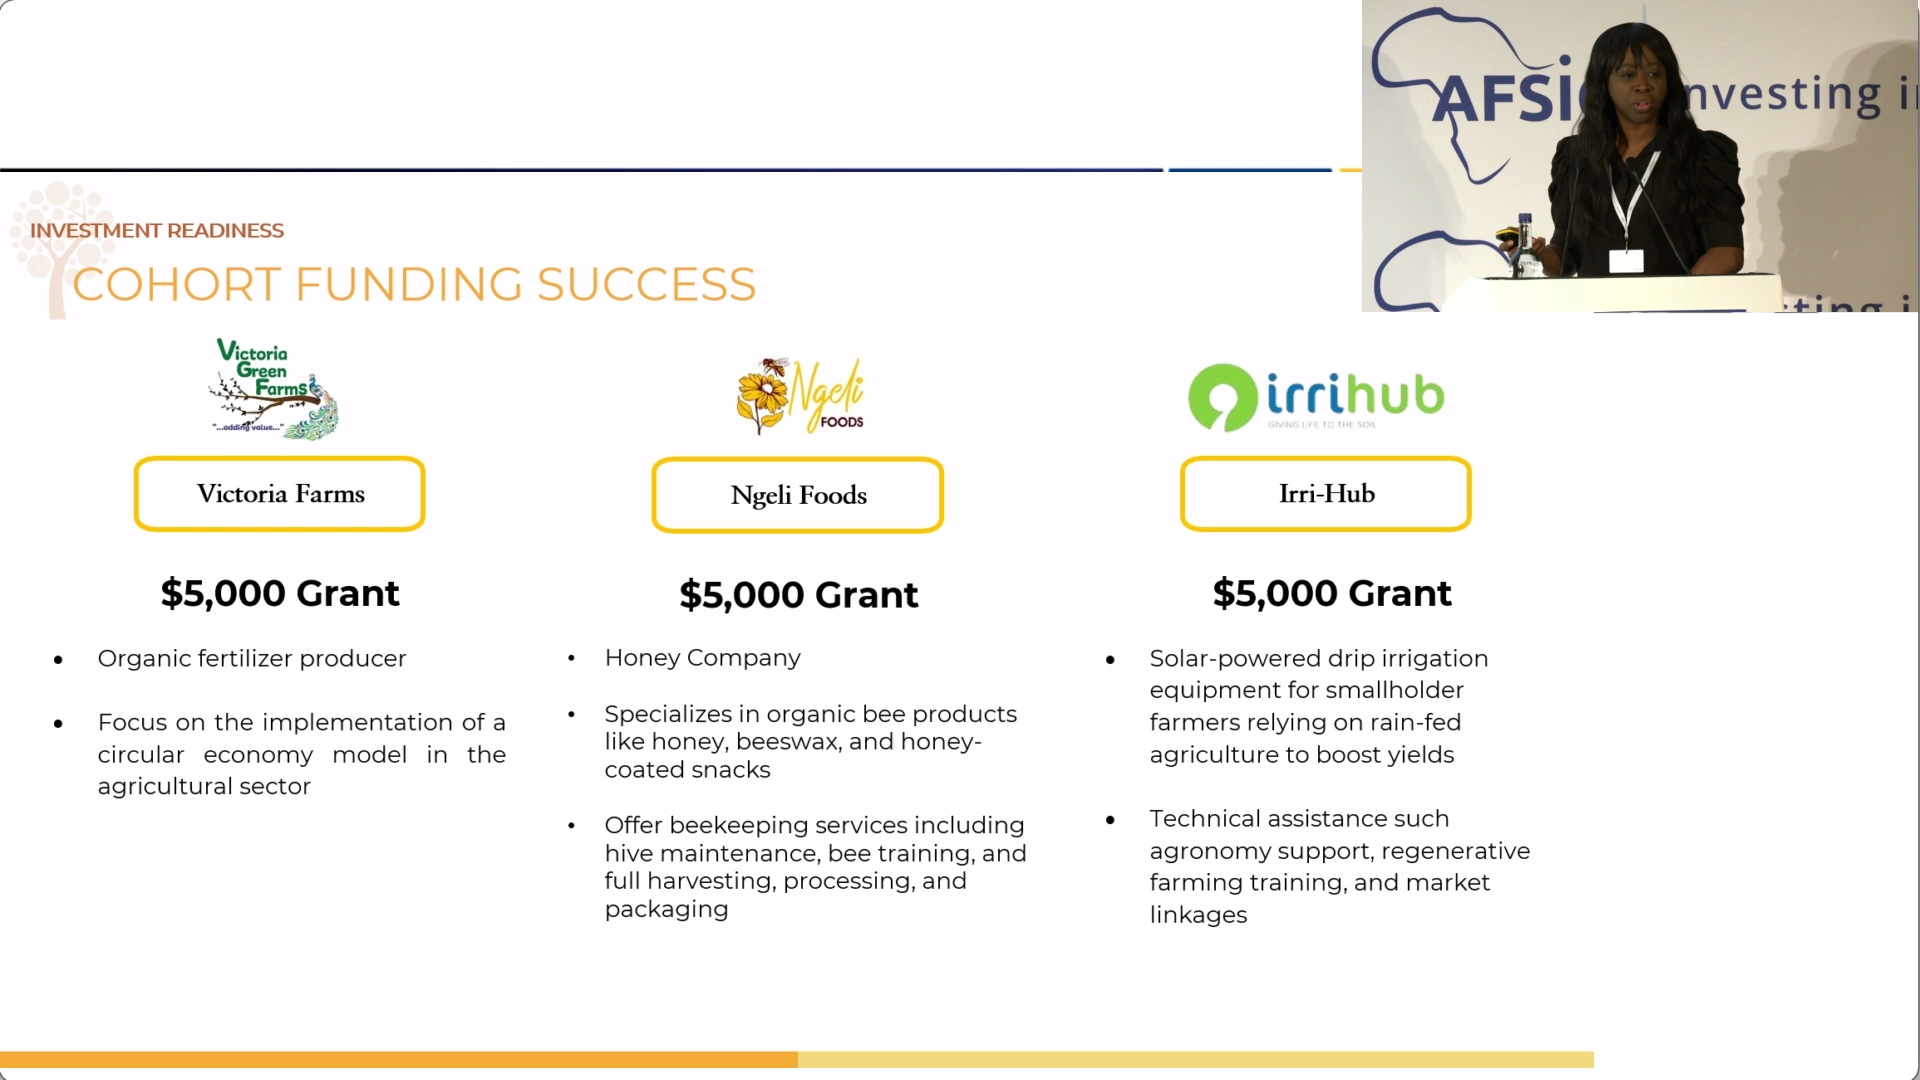 AFSi
nvesting i
ting i
INVESTMENT READINESS
COHORT FUNDING SUCCESS
Victoria
Green
Farms
"...adding value..."
Ngeli
FOODS
irrihub
GIVING LIFE TO THE SOIL
Victoria Farms
Ngeli Foods
Irri-Hub
$5,000 Grant
$5,000 Grant
$5,000 Grant
• Organic fertilizer producer
• Focus on the implementation of a
circular economy model in the
agricultural sector
• Honey Company
• Specializes in organic bee products
like honey, beeswax, and honey-
coated snacks
• Offer beekeeping services including
hive maintenance, bee training, and
full harvesting, processing, and
packaging
• Solar-powered drip irrigation
equipment for smallholder
farmers relying on rain-fed
agriculture to boost yields
• Technical assistance such
agronomy support, regenerative
farming training, and market
linkages